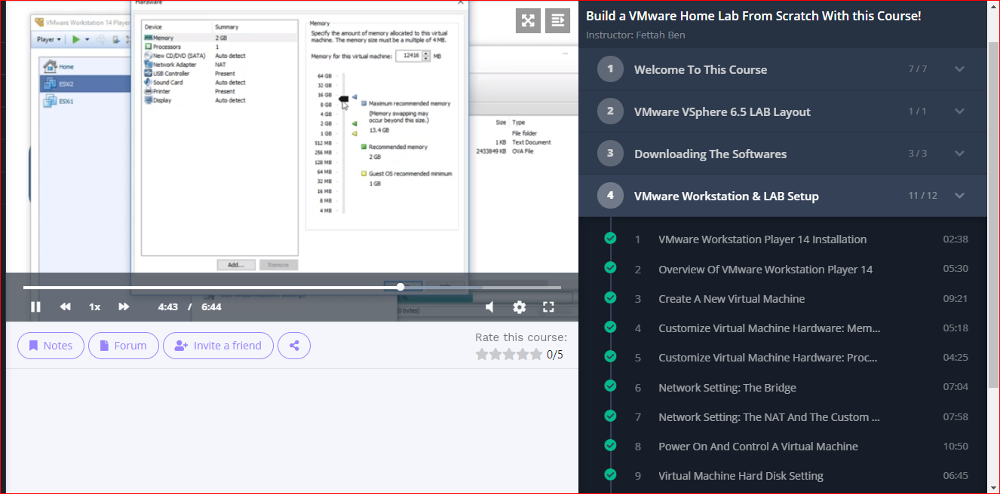 Hardware
VMware Workstation 14 Player
Player
Home
ESXi2
ESXi1
Device Summary
Memory 2 GB
Processors 1
New CD/DVD (SATA) Auto detect
Network Adapter NAT
USB Controller Present
Sound Card Auto detect
Printer Present
Display Auto detect
Add...
Remove
Memory
Specify the amount of memory allocated to this virtual
machine. The memory size must be a multiple of 4 MB.
Memory for this virtual machine: 12416 MB
64 GB
32 GB
16 GB
8 GB
4 GB
2 GB
1 GB
512 MB
256 MB
128 MB
64 MB
32 MB
16 MB
8 MB
4 MB
Maximum recommended memory
(Memory swapping may
occur beyond this size.)
13.4 GB
Recommended memory
2 GB
Guest OS recommended minimum
1 GB
Size Type
File folder
1 KB Text Document
2433849 KB OVA File
%
(0 bytes)
1x
4:43 / 6:44
Notes
Forum
Invite a friend
Rate this course:
0/5
Build a VMware Home Lab From Scratch With this Course!
Instructor: Fettah Ben
1 Welcome To This Course 7 / 7
2 VMware VSphere 6.5 LAB Layout 1 / 1
3 Downloading The Softwares 3 / 3
4 VMware Workstation & LAB Setup 11 / 12
1 VMware Workstation Player 14 Installation 02:38
2 Overview Of VMware Workstation Player 14 05:30
3 Create A New Virtual Machine 09:21
4 Customize Virtual Machine Hardware: Mem... 05:18
5 Customize Virtual Machine Hardware: Proc... 04:25
6 Network Setting: The Bridge 07:04
7 Network Setting: The NAT And The Custom ... 07:58
8 Power On And Control A Virtual Machine 10:50
9 Virtual Machine Hard Disk Setting 06:45